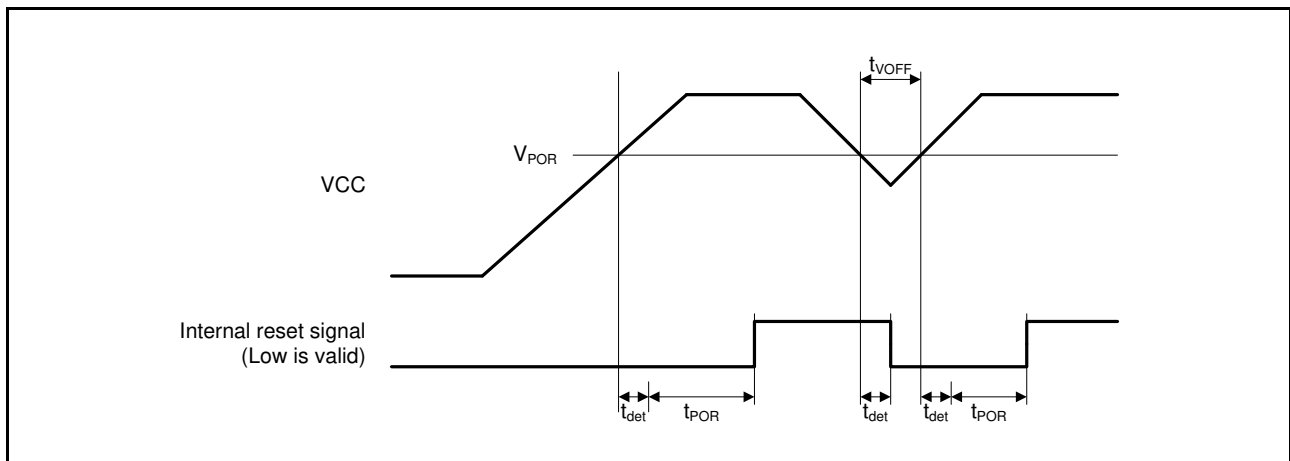 tVOFF
VPOR
VCC
Internal reset signal
(Low is valid)
tdet
tPOR
tdet
tdet
tPOR